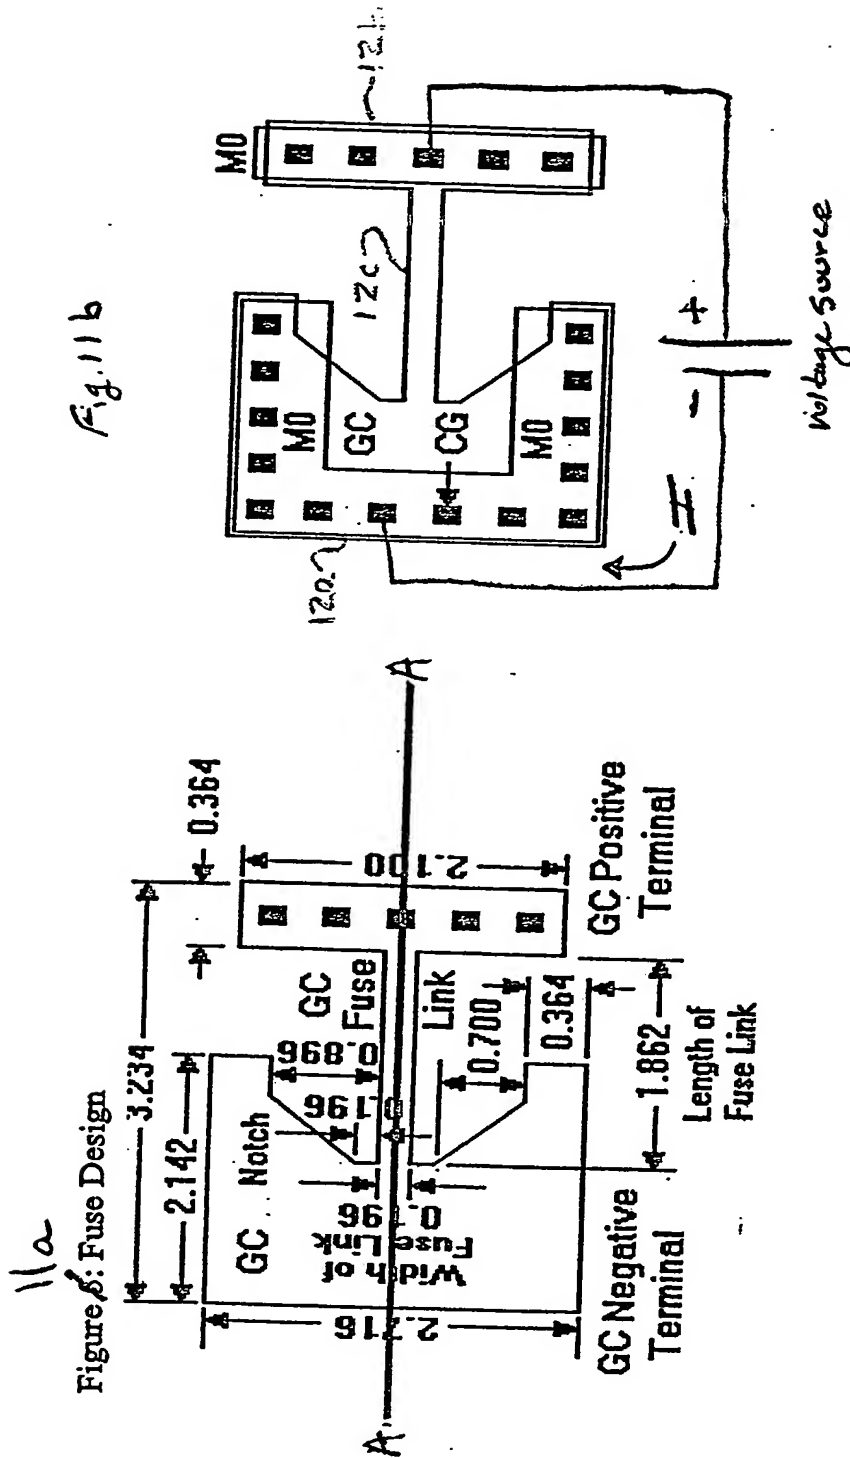 11a
Figure 8: Fuse Design
3.234
2.142
0.364
GC
Notch
GC
Fuse
Link
0.896
0.196
0.196
Width of
Fuse Link
2.716
2.100
0.700
0.364
1.862
Length of
Fuse Link
GC Negative
Terminal
GC Positive
Terminal
A
A
Fig. 11b
M0
M0
GC
CG
M0
12a
12c
12b
I
-
+
voltage source